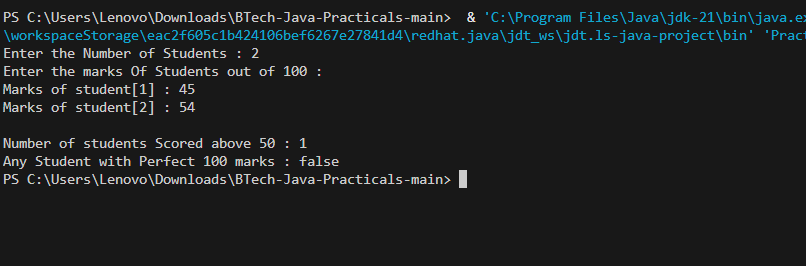 PS C:\Users\Lenovo\Downloads\BTech-Java-Practicals-main>  & 'C:\Program Files\Java\jdk-21\bin\java.ex
\workspaceStorage\eac2f605c1b424106bef6267e27841d4\redhat.java\jdt_ws\jdt.ls-java-project\bin' 'Pract
Enter the Number of Students : 2
Enter the marks Of Students out of 100 :
Marks of student[1] : 45
Marks of student[2] : 54
Number of students Scored above 50 : 1
Any Student with Perfect 100 marks : false
PS C:\Users\Lenovo\Downloads\BTech-Java-Practicals-main>